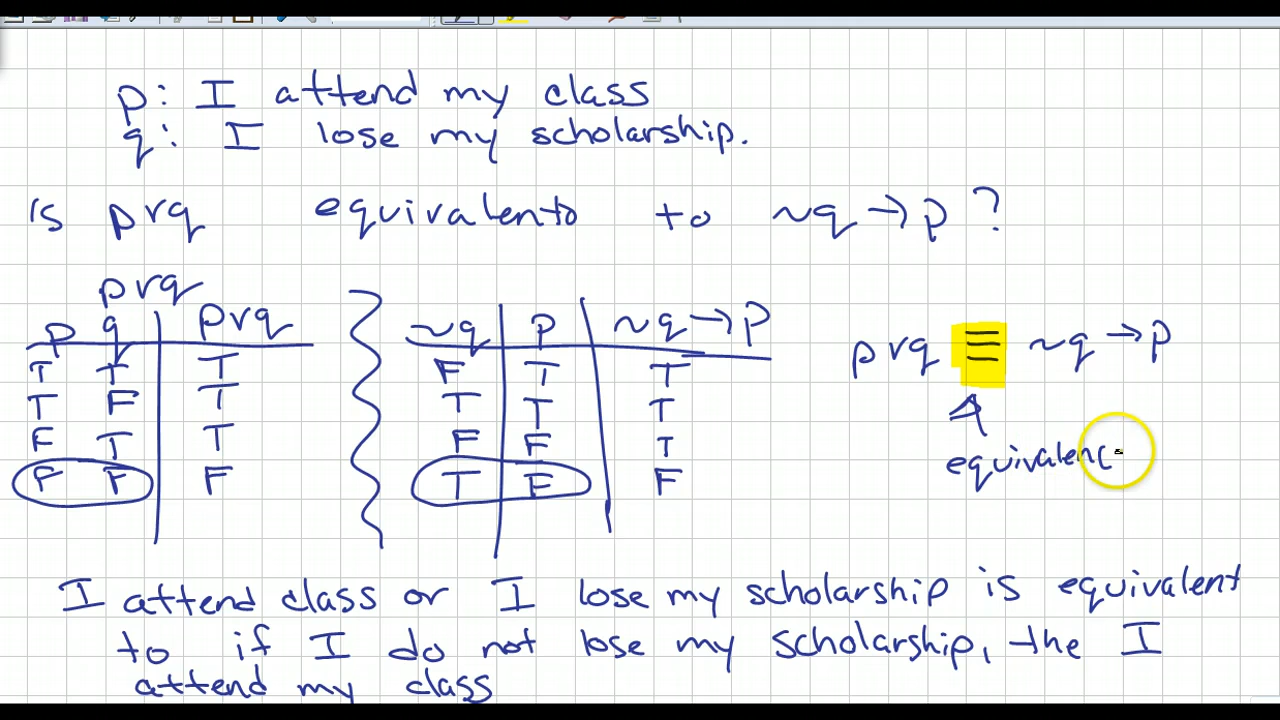 p: I attend my class
q: I lose my scholarship.
Is p∨q equivalento to ~q→p ?
p∨q
p q p∨q ~q p ~q→p
p∨q ≡ ~q→p
T T T F T T
T F T T T T
F T T F F T
F F F T F F
equivalenc
I attend class or I lose my scholarship is equivalent
to if I do not lose my scholarship, the I
attend my class